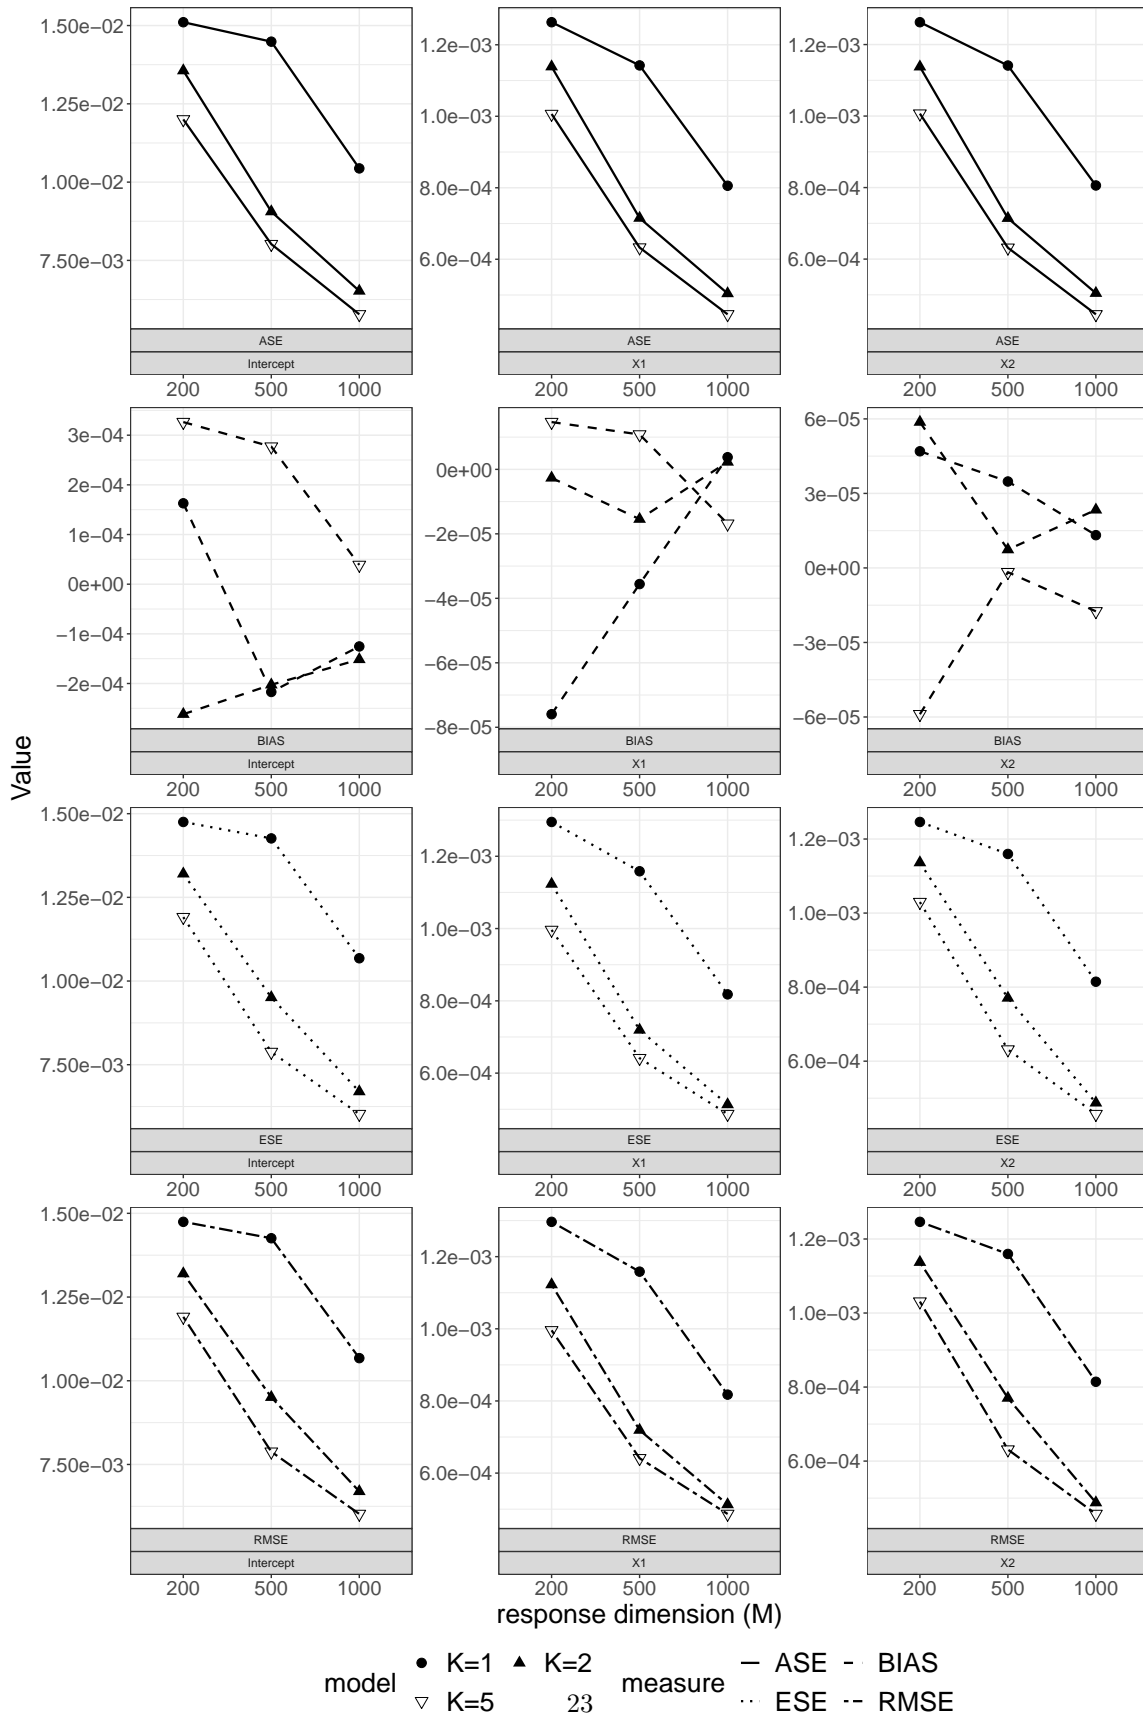 1.50e−02
1.25e−02
1.00e−02
7.50e−03
ASE
Intercept
200 500 1000
1.2e−03
1.0e−03
8.0e−04
6.0e−04
ASE
X1
200 500 1000
1.2e−03
1.0e−03
8.0e−04
6.0e−04
ASE
X2
200 500 1000
3e−04
2e−04
1e−04
0e+00
−1e−04
−2e−04
BIAS
Intercept
200 500 1000
0e+00
−2e−05
−4e−05
−6e−05
−8e−05
BIAS
X1
200 500 1000
6e−05
3e−05
0e+00
−3e−05
−6e−05
BIAS
X2
200 500 1000
Value
1.50e−02
1.25e−02
1.00e−02
7.50e−03
ESE
Intercept
200 500 1000
1.2e−03
1.0e−03
8.0e−04
6.0e−04
ESE
X1
200 500 1000
1.2e−03
1.0e−03
8.0e−04
6.0e−04
ESE
X2
200 500 1000
1.50e−02
1.25e−02
1.00e−02
7.50e−03
RMSE
Intercept
200 500 1000
1.2e−03
1.0e−03
8.0e−04
6.0e−04
RMSE
X1
200 500 1000
1.2e−03
1.0e−03
8.0e−04
6.0e−04
RMSE
X2
200 500 1000
response dimension (M)
model K=1 K=2
K=5
measure ASE BIAS
ESE RMSE
23